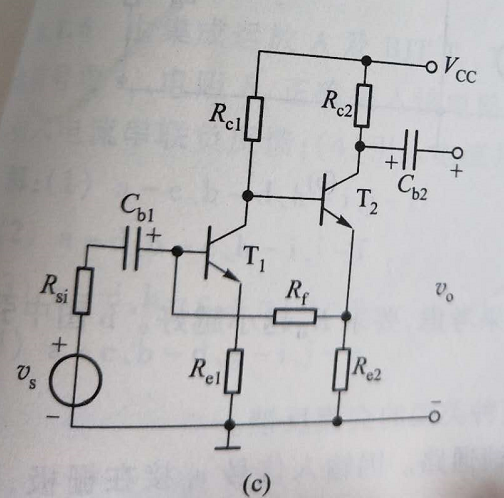 V_CC
R_c1
R_c2
+
C_b2
+
C_b1
+
T_2
T_1
R_si
R_f
v_o
+
v_s
R_e1
R_e2
−
−
(c)